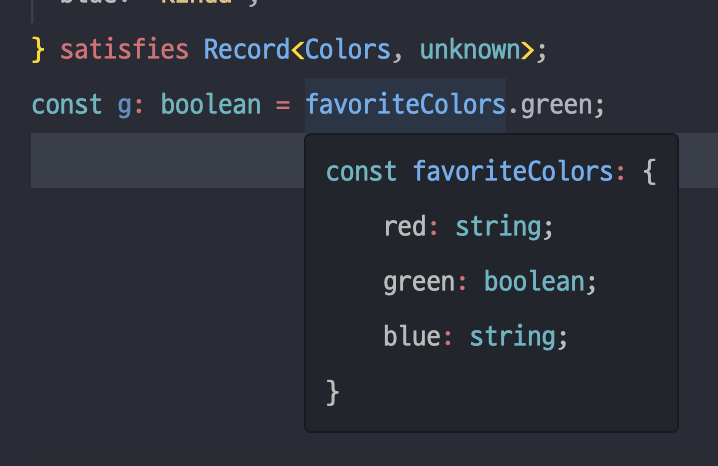 blue: "kinda",
} satisfies Record<Colors, unknown>;
const g: boolean = favoriteColors.green;
const favoriteColors: {
red: string;
green: boolean;
blue: string;
}